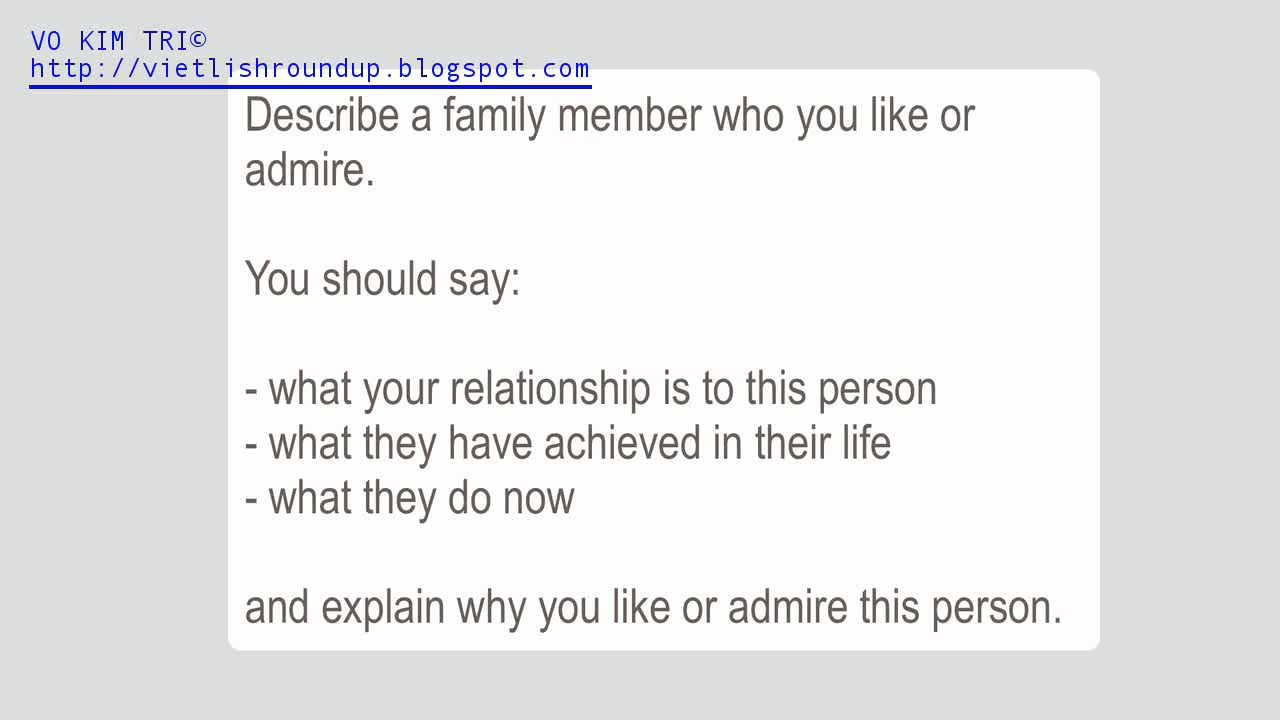 VO KIM TRI©
http://vietlishroundup.blogspot.com
Describe a family member who you like or
admire.
You should say:
- what your relationship is to this person
- what they have achieved in their life
- what they do now
and explain why you like or admire this person.